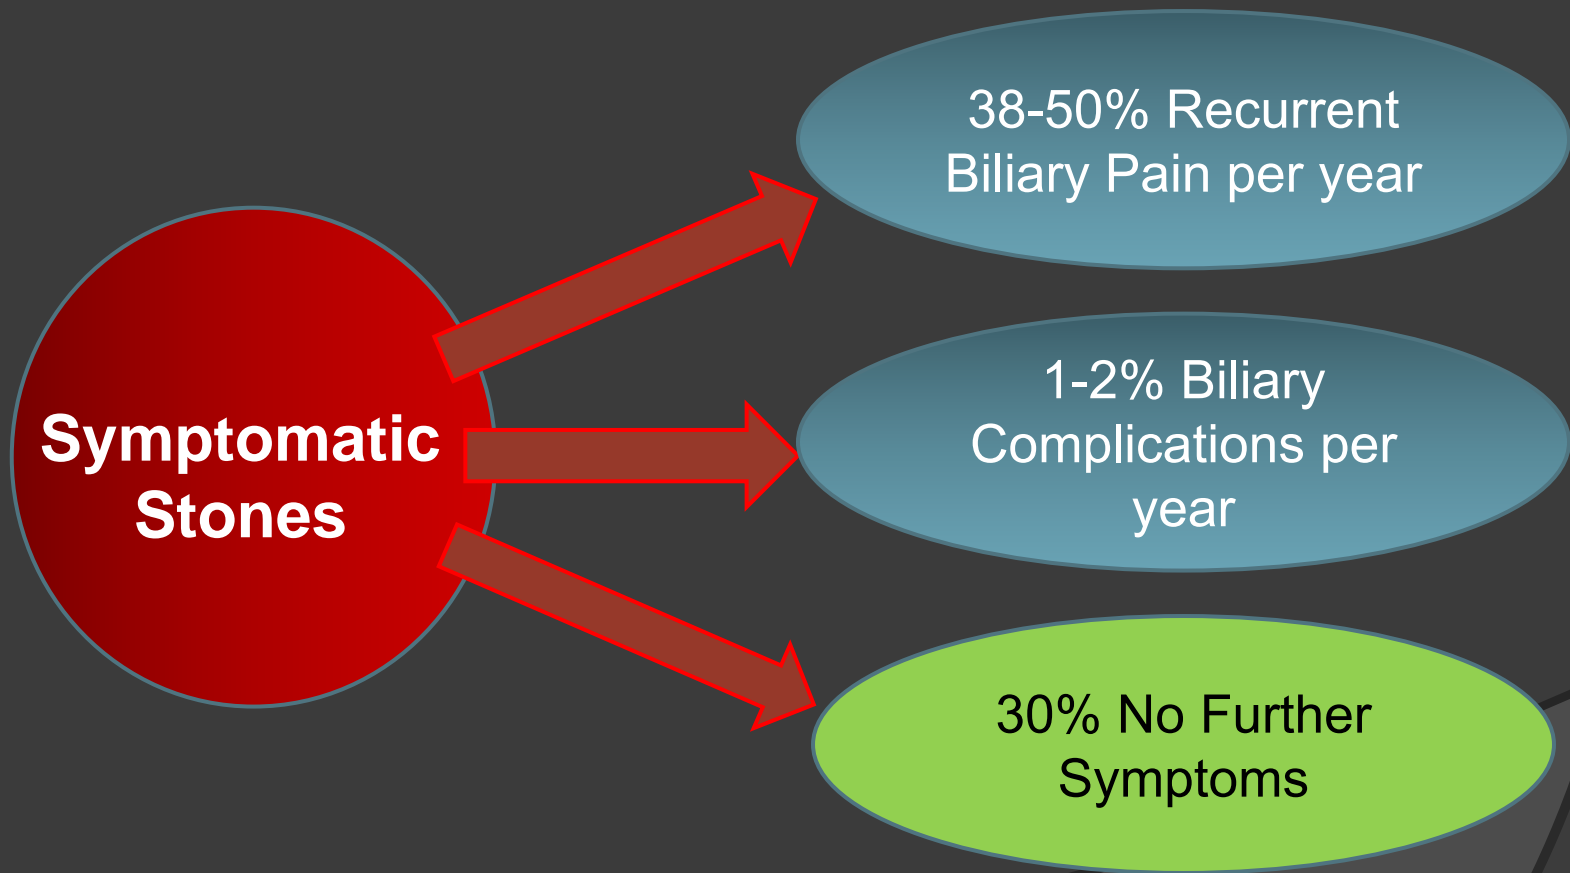 Symptomatic
Stones
38-50% Recurrent
Biliary Pain per year
1-2% Biliary
Complications per
year
30% No Further
Symptoms